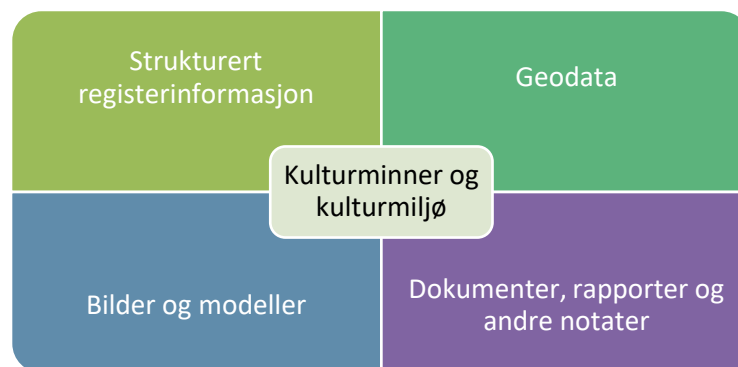 Strukturert
registerinformasjon
Geodata
Kulturminner og
kulturmiljø
Bilder og modeller
Dokumenter, rapporter og
andre notater